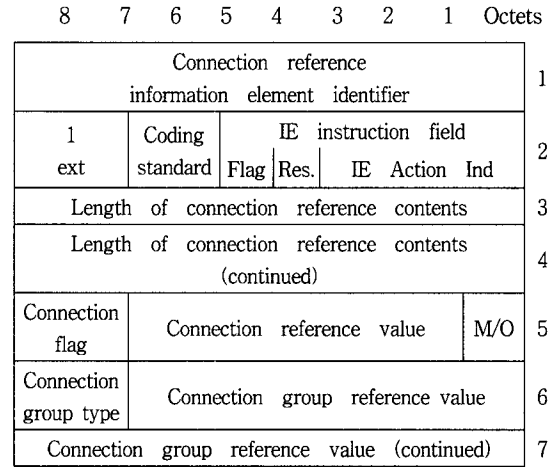 8 7 6 5 4 3 2 1 Octets
Connection reference
information element identifier
1
1 Coding IE instruction field
ext standard Flag Res. IE Action Ind
2
Length of connection reference contents 3
Length of connection reference contents
(continued)
4
Connection
flag
Connection reference value M/O 5
Connection
group type
Connection group reference value 6
Connection group reference value (continued) 7